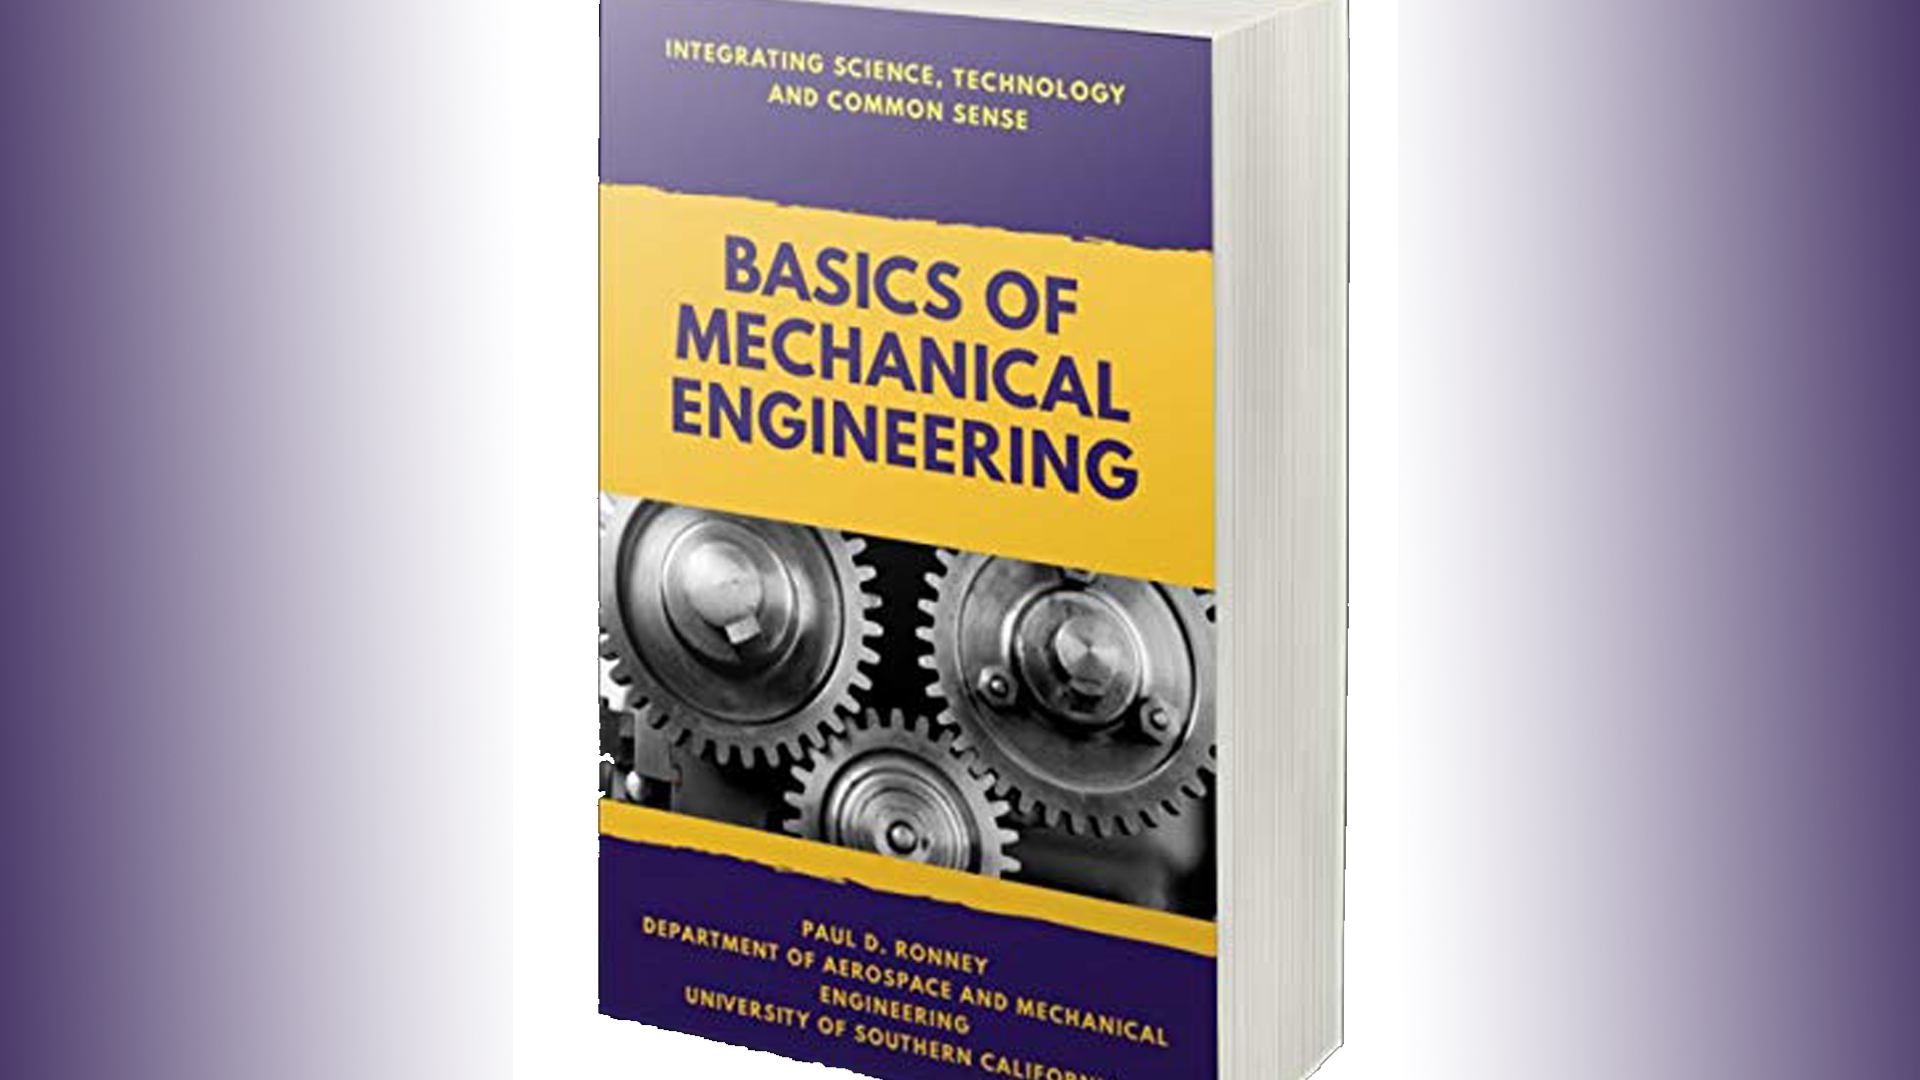 INTEGRATING SCIENCE, TECHNOLOGY
AND COMMON SENSE
BASICS OF
MECHANICAL
ENGINEERING
PAUL D. RONNEY
DEPARTMENT OF AEROSPACE AND MECHANICAL
ENGINEERING
UNIVERSITY OF SOUTHERN